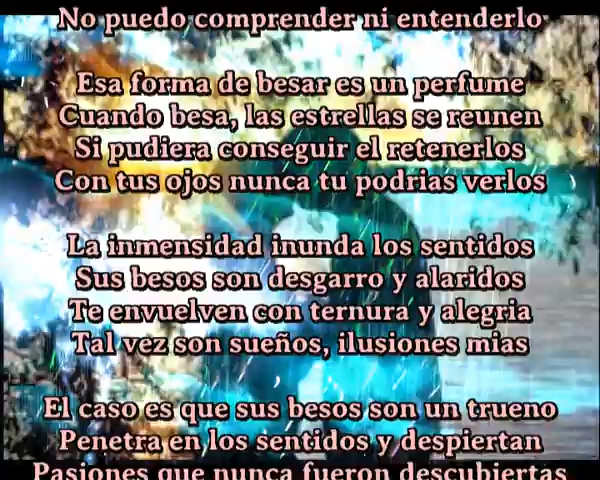 No puedo comprender ni entenderlo
Esa forma de besar es un perfume
Cuando besa, las estrellas se reunen
Si pudiera conseguir el retenerlos
Con tus ojos nunca tu podrias verlos
La inmensidad inunda los sentidos
Sus besos son desgarro y alaridos
Te envuelven con ternura y alegria
Tal vez son sueños, ilusiones mias
El caso es que sus besos son un trueno
Penetra en los sentidos y despiertan
Pasiones que nunca fueron descubiertas